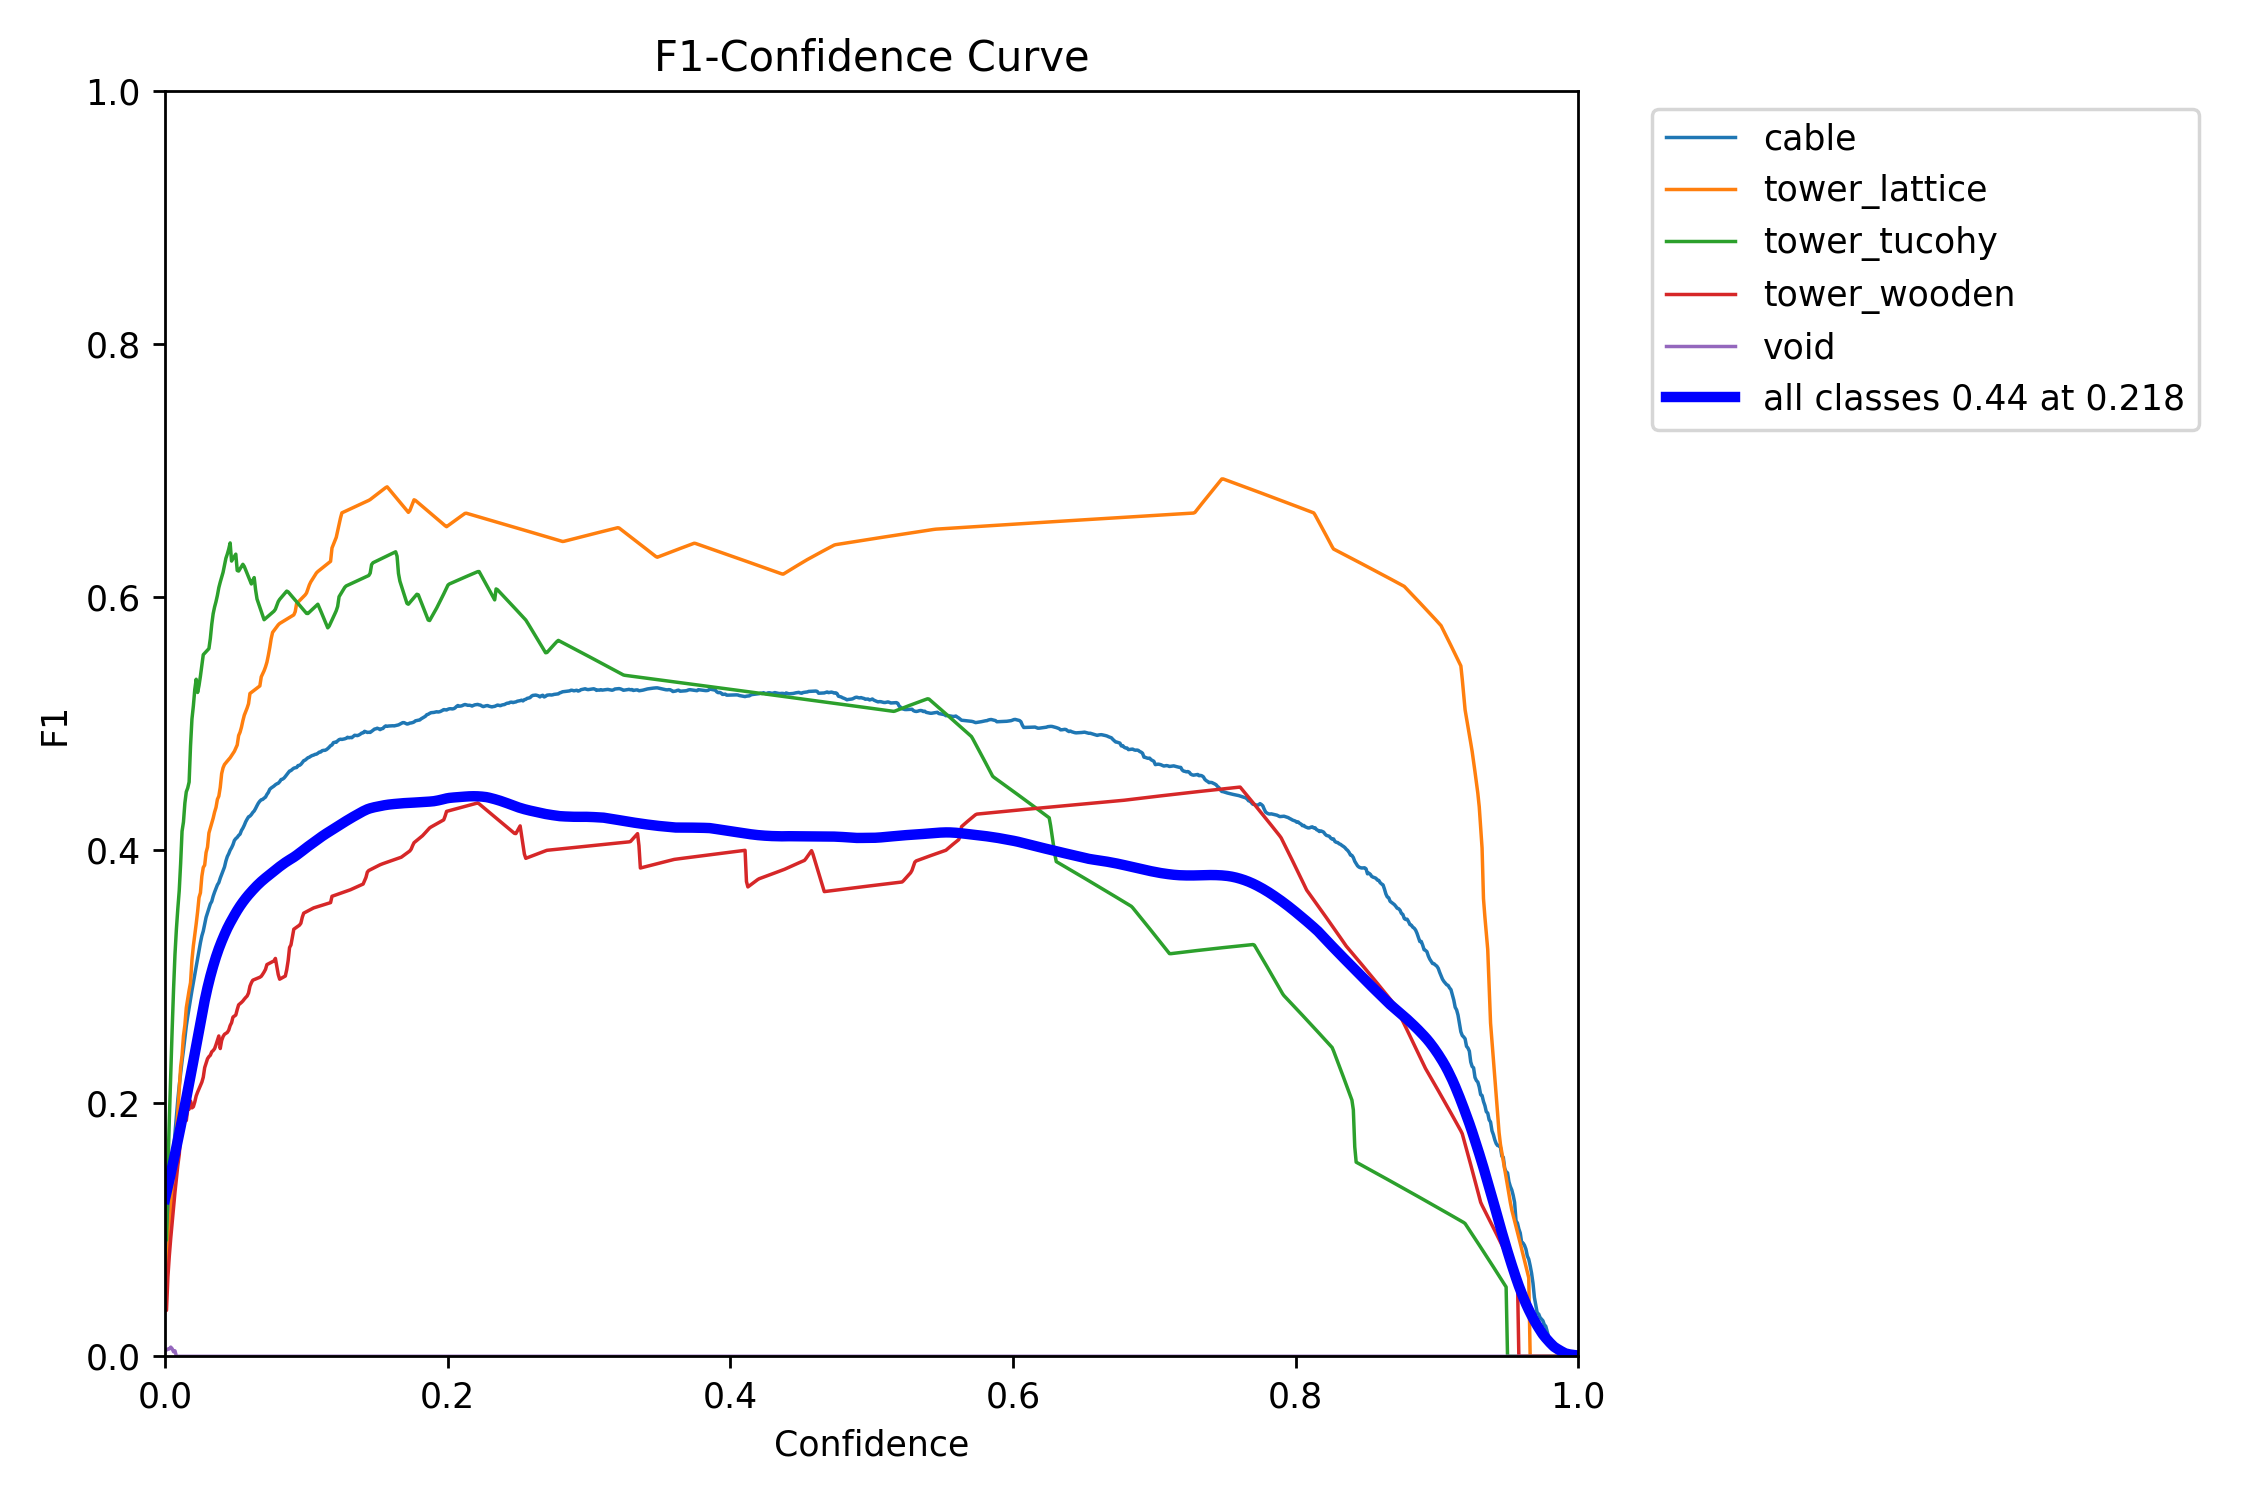 F1-Confidence Curve
1.0
0.8
0.6
0.4
0.2
0.0
F1
0.0 0.2 0.4 0.6 0.8 1.0
Confidence
cable
tower_lattice
tower_tucohy
tower_wooden
void
all classes 0.44 at 0.218